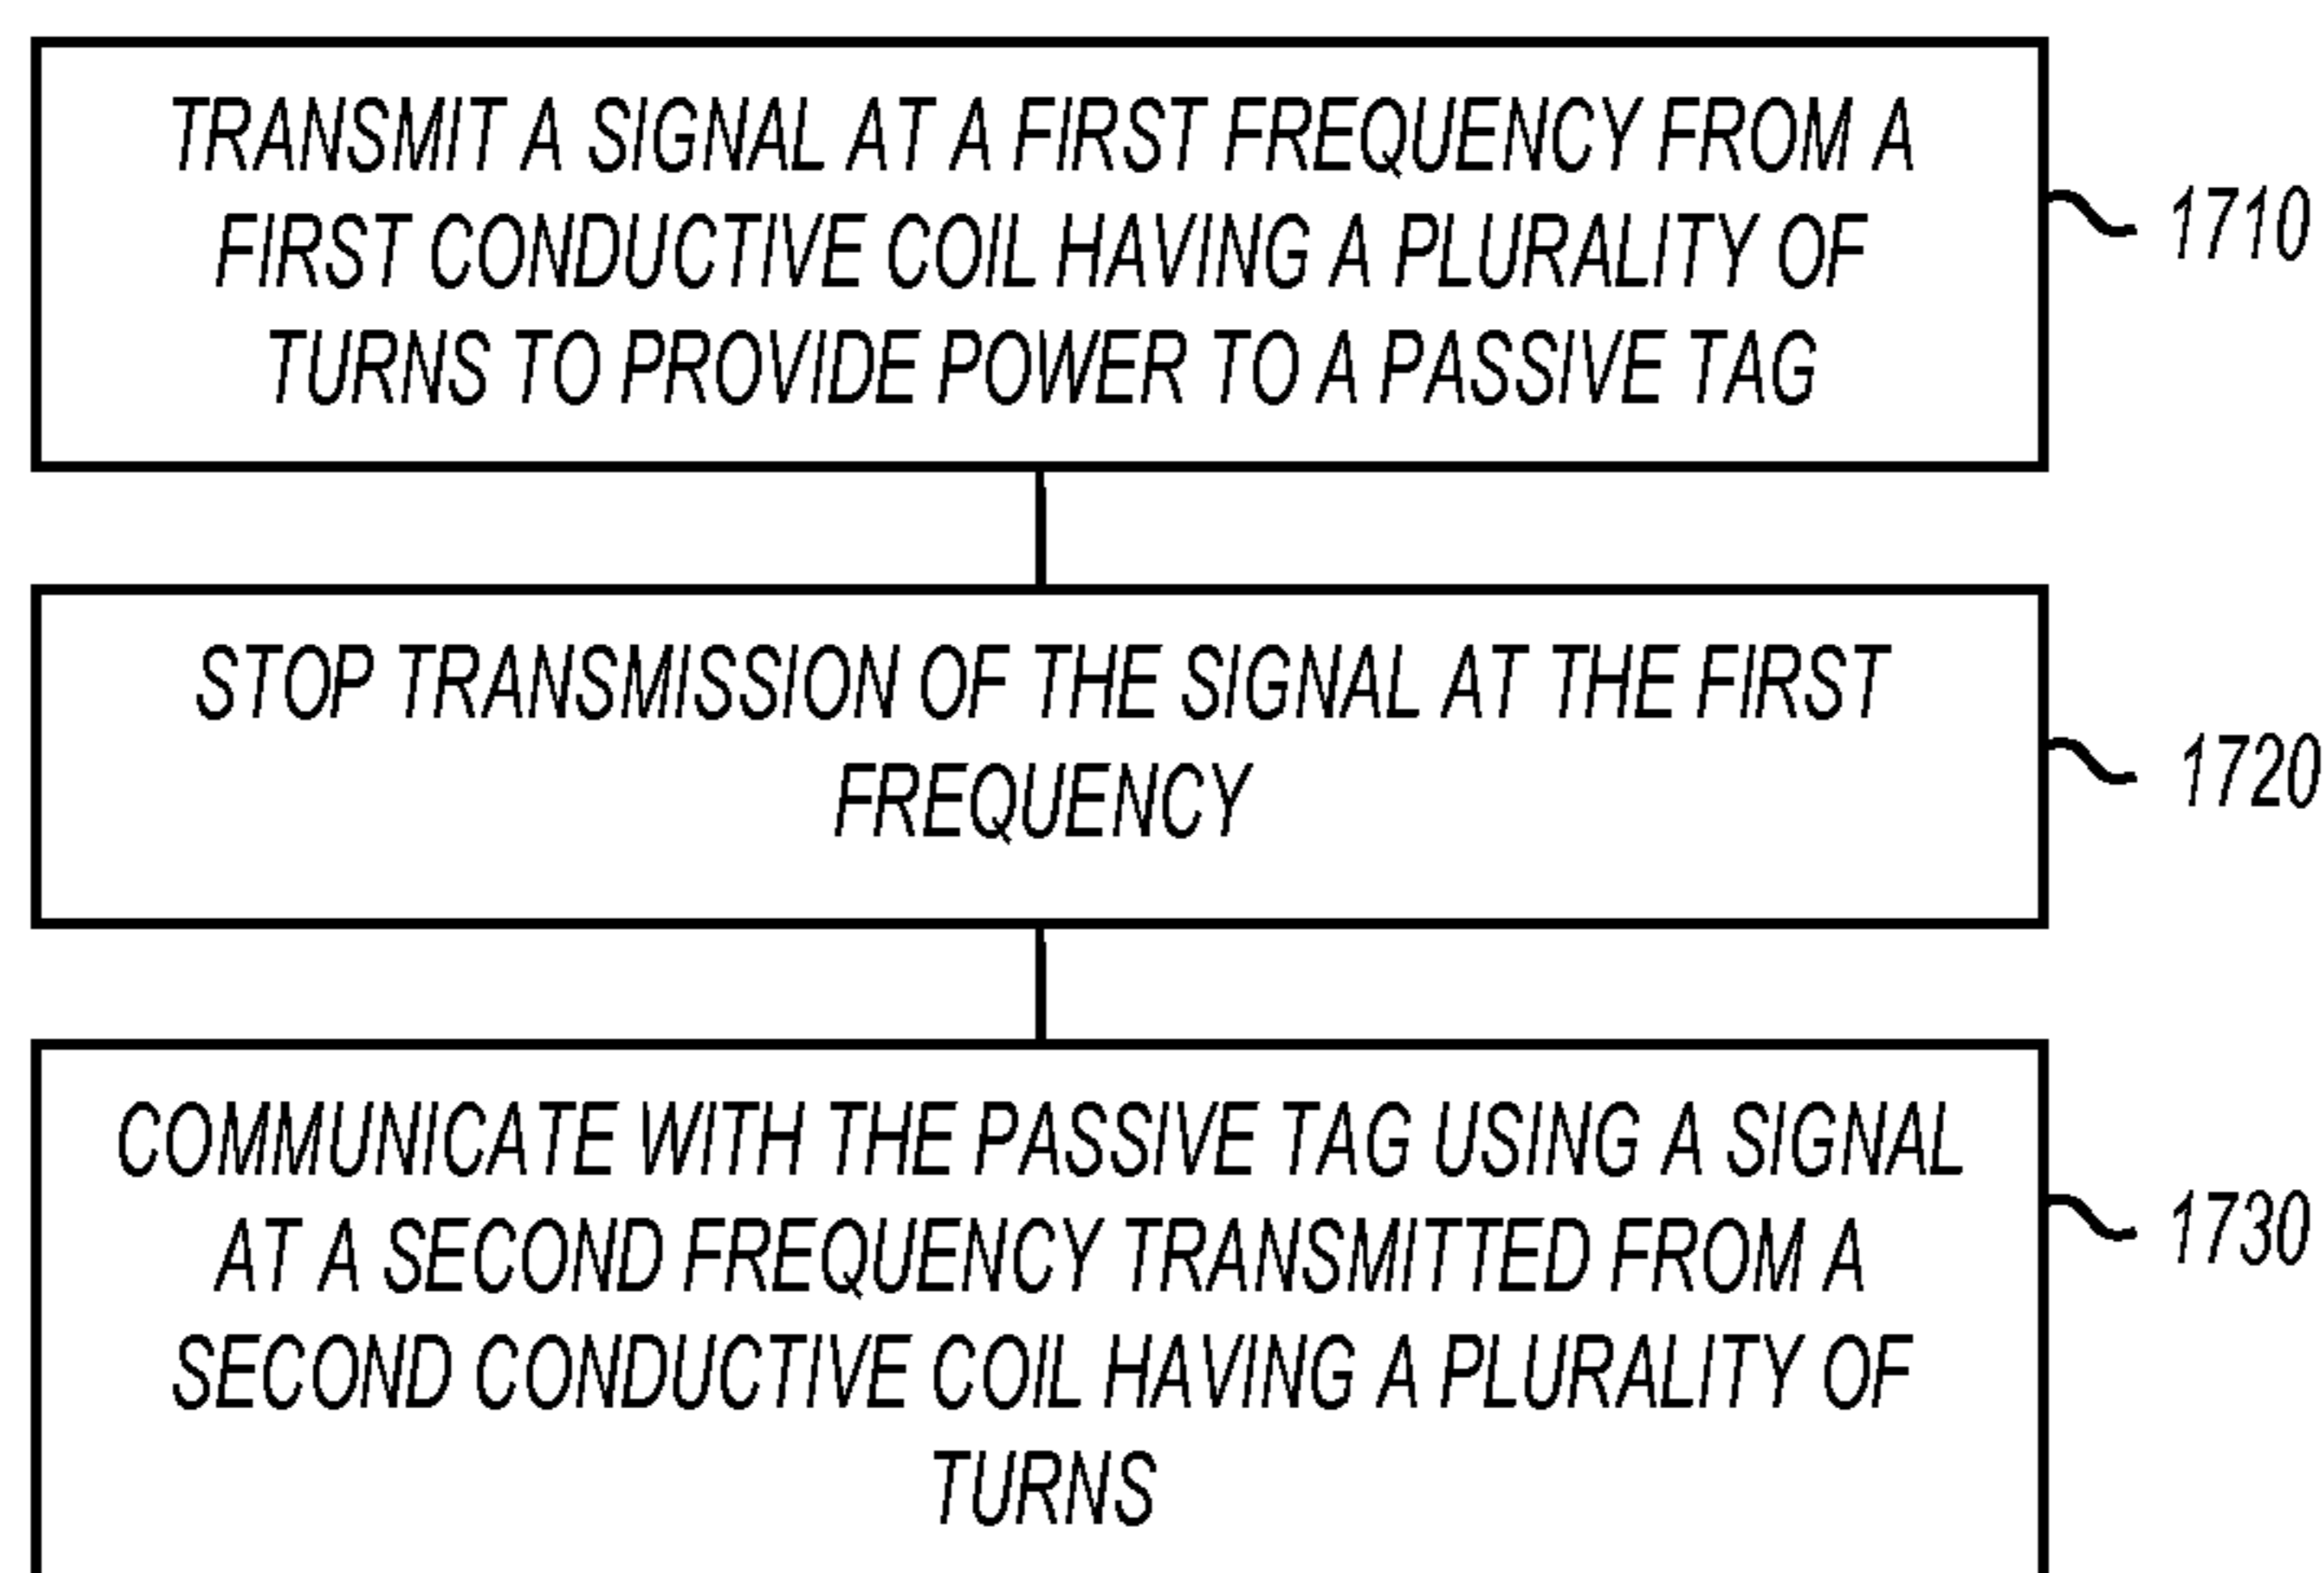 TRANSMIT A SIGNAL AT A FIRST FREQUENCY FROM A
FIRST CONDUCTIVE COIL HAVING A PLURALITY OF
TURNS TO PROVIDE POWER TO A PASSIVE TAG
1710
STOP TRANSMISSION OF THE SIGNAL AT THE FIRST
FREQUENCY
1720
COMMUNICATE WITH THE PASSIVE TAG USING A SIGNAL
AT A SECOND FREQUENCY TRANSMITTED FROM A
SECOND CONDUCTIVE COIL HAVING A PLURALITY OF
TURNS
1730